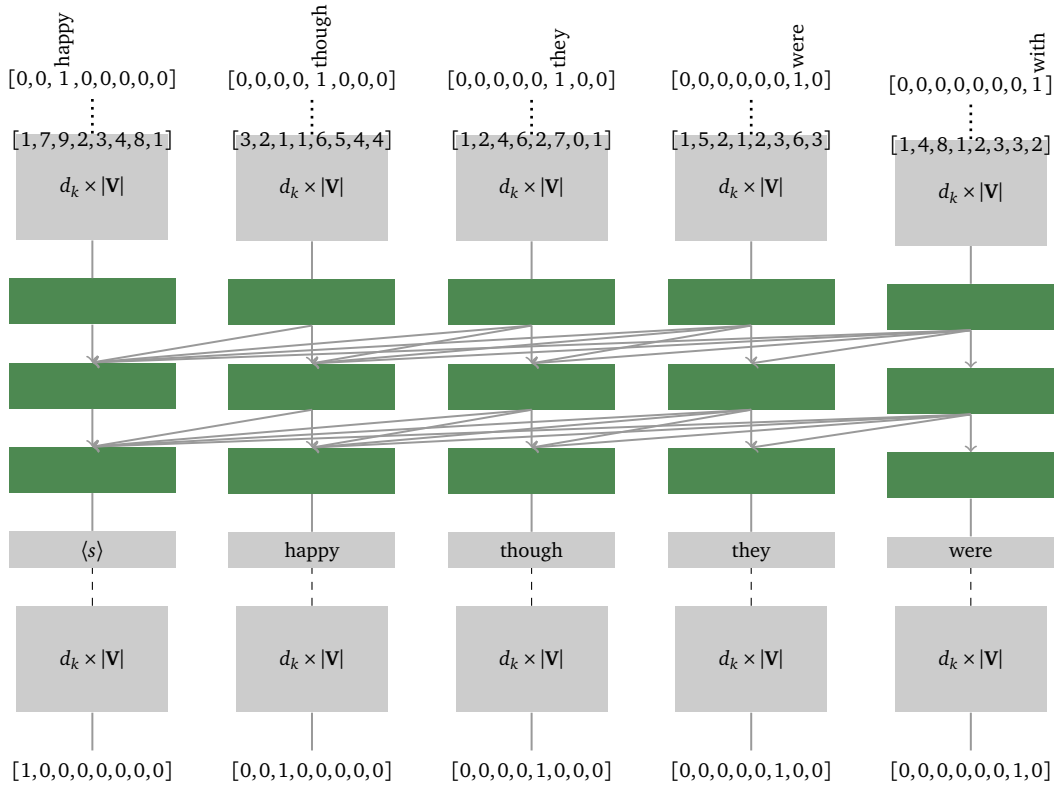 happy though they were with
[0,0, 1 ,0,0,0,0,0] [0,0,0,0, 1 ,0,0,0] [0,0,0,0,0, 1 ,0,0] [0,0,0,0,0,0,1,0] [0,0,0,0,0,0,0,1]
[1,7,9,2,3,4,8,1] [3,2,1,1,6,5,4,4] [1,2,4,6,2,7,0,1] [1,5,2,1,2,3,6,3] [1,4,8,1,2,3,3,2]
d_k × |V| d_k × |V| d_k × |V| d_k × |V| d_k × |V|
⟨s⟩ happy though they were
d_k × |V| d_k × |V| d_k × |V| d_k × |V| d_k × |V|
[1,0,0,0,0,0,0,0] [0,0,1,0,0,0,0,0] [0,0,0,0,1,0,0,0] [0,0,0,0,0,1,0,0] [0,0,0,0,0,0,1,0]